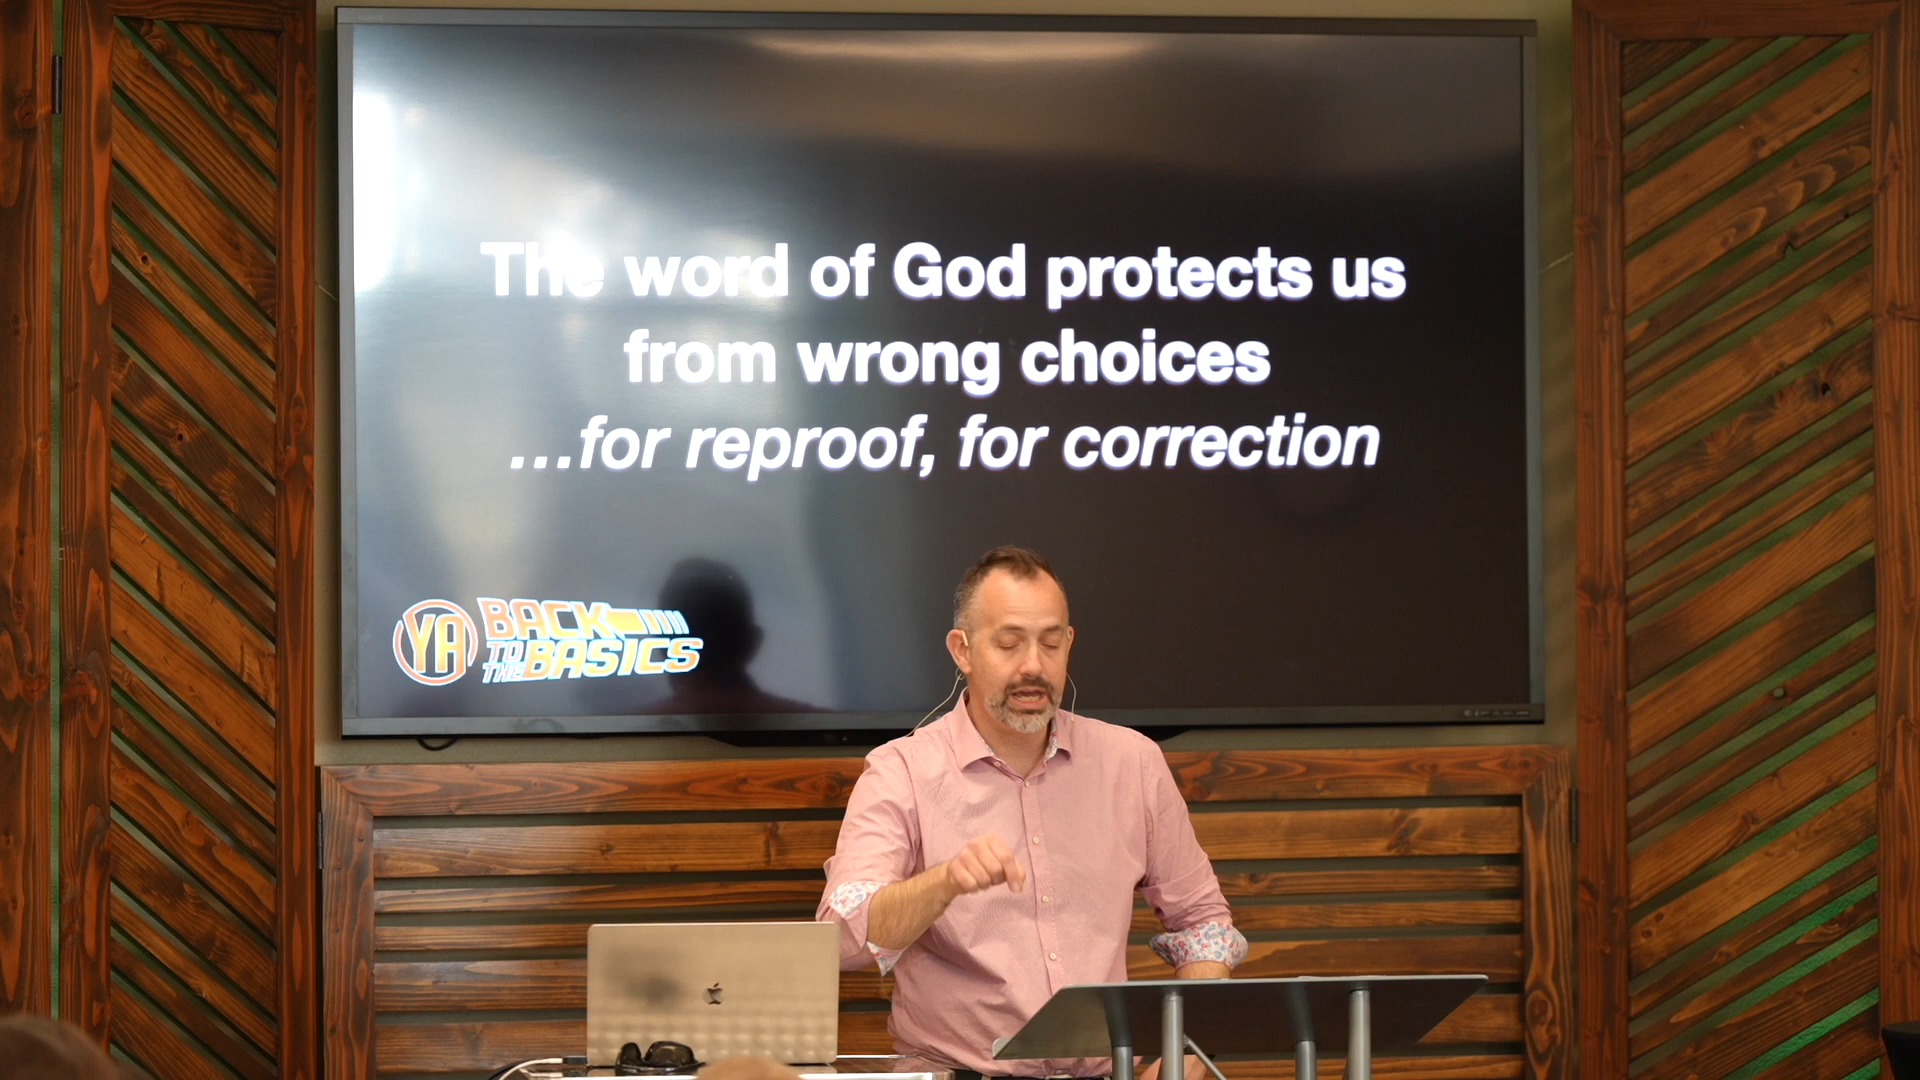 The word of God protects us
from wrong choices
...for reproof, for correction
YA
BACK
TO THE BASICS